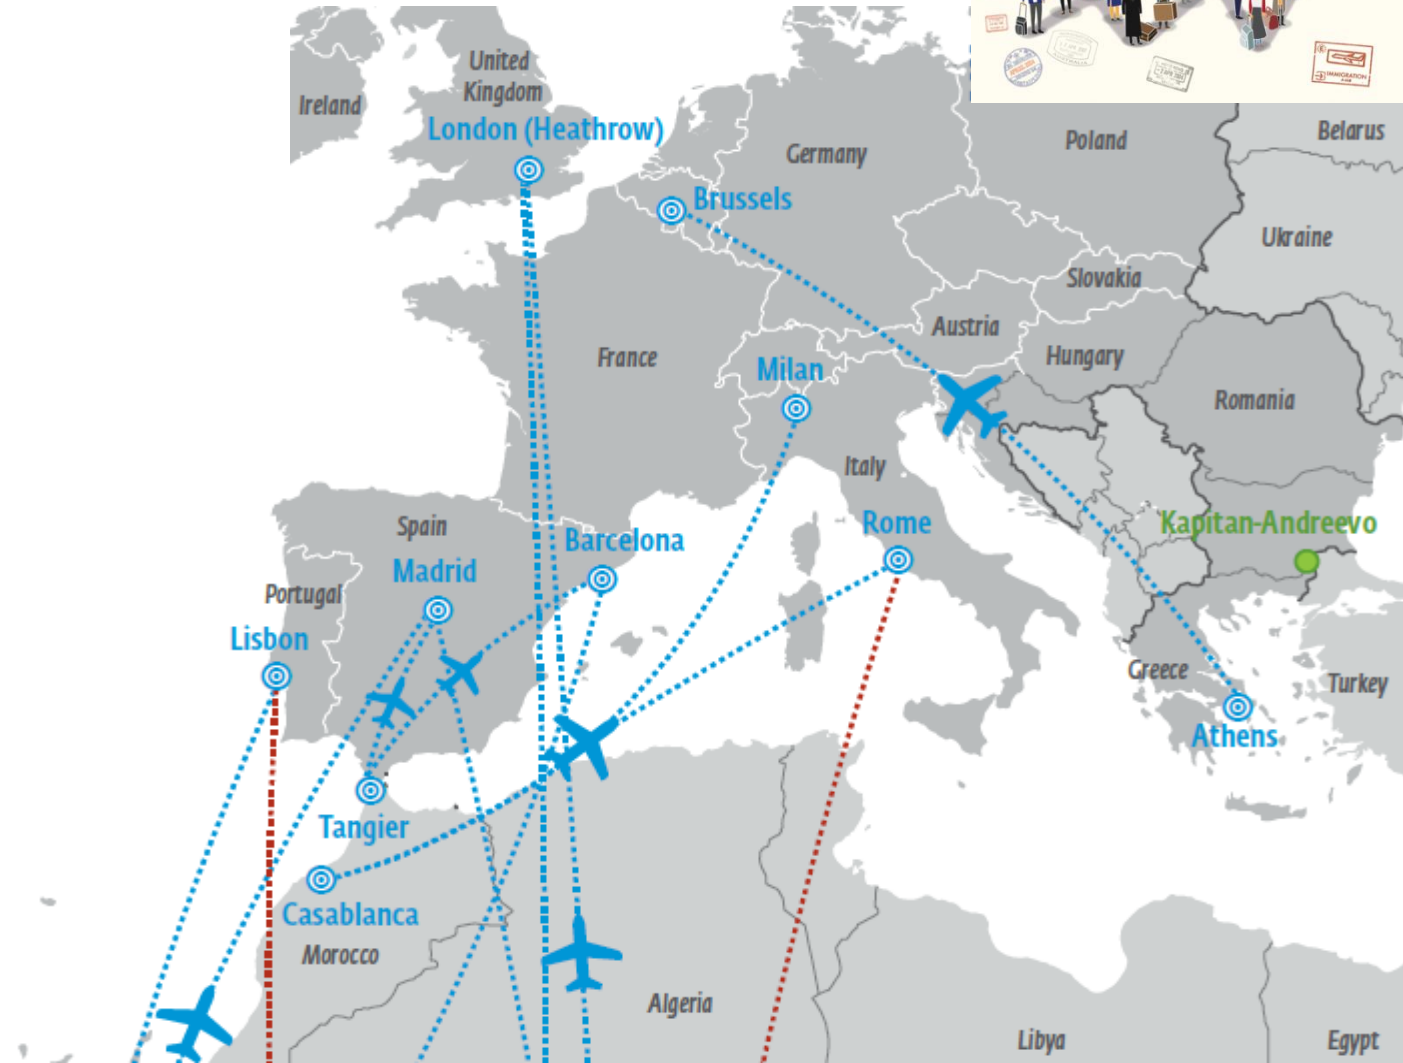 IMMIGRATION
United
Kingdom
Ireland
London (Heathrow)
Belarus
Poland
Germany
Brussels
Ukraine
Slovakia
Austria
Hungary
France
Milan
Romania
Italy
Spain
Rome
Kapitan-Andreevo
Barcelona
Madrid
Portugal
Lisbon
Greece
Turkey
Athens
Tangier
Casablanca
Morocco
Algeria
Libya
Egypt